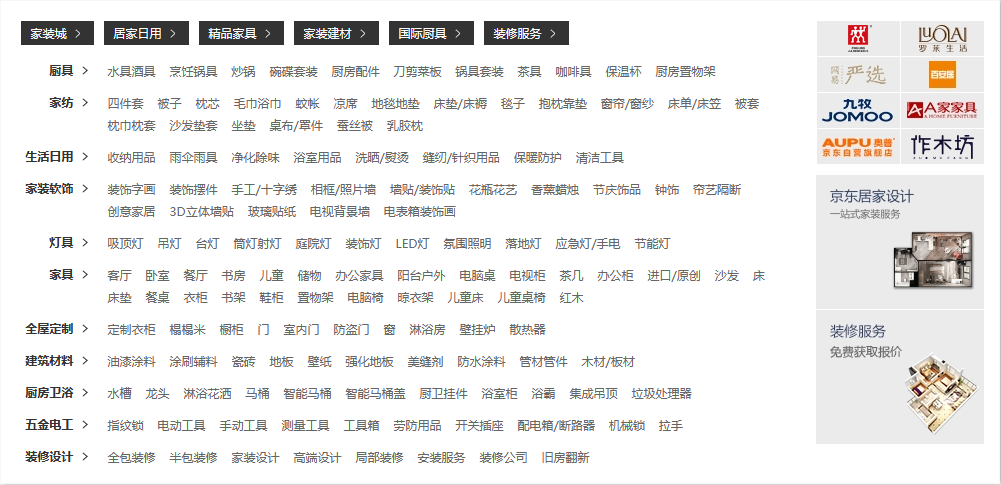 家装城 > 居家日用 > 精品家具 > 家装建材 > 国际厨具 > 装修服务 >
厨具 > 水具酒具 烹饪锅具 炒锅 碗碟套装 厨房配件 刀剪菜板 锅具套装 茶具 咖啡具 保温杯 厨房置物架
家纺 > 四件套 被子 枕芯 毛巾浴巾 蚊帐 凉席 地毯地垫 床垫/床褥 毯子 抱枕靠垫 窗帘/窗纱 床单/床笠 被套
枕巾枕套 沙发垫套 坐垫 桌布/罩件 蚕丝被 乳胶枕
生活日用 > 收纳用品 雨伞雨具 净化除味 浴室用品 洗晒/熨烫 缝纫/针织用品 保暖防护 清洁工具
家装软饰 > 装饰字画 装饰摆件 手工/十字绣 相框/照片墙 墙贴/装饰贴 花瓶花艺 香薰蜡烛 节庆饰品 钟饰 帘艺隔断
创意家居 3D立体墙贴 玻璃贴纸 电视背景墙 电表箱装饰画
灯具 > 吸顶灯 吊灯 台灯 筒灯射灯 庭院灯 装饰灯 LED灯 氛围照明 落地灯 应急灯/手电 节能灯
家具 > 客厅 卧室 餐厅 书房 儿童 储物 办公家具 阳台户外 电脑桌 电视柜 茶几 办公柜 进口/原创 沙发 床
床垫 餐桌 衣柜 书架 鞋柜 置物架 电脑椅 晾衣架 儿童床 儿童桌椅 红木
全屋定制 > 定制衣柜 榻榻米 橱柜 门 室内门 防盗门 窗 淋浴房 壁挂炉 散热器
建筑材料 > 油漆涂料 涂刷辅料 瓷砖 地板 壁纸 强化地板 美缝剂 防水涂料 管材管件 木材/板材
厨房卫浴 > 水槽 龙头 淋浴花洒 马桶 智能马桶 智能马桶盖 厨卫挂件 浴室柜 浴霸 集成吊顶 垃圾处理器
五金电工 > 指纹锁 电动工具 手动工具 测量工具 工具箱 劳防用品 开关插座 配电箱/断路器 机械锁 拉手
装修设计 > 全包装修 半包装修 家装设计 高端设计 局部装修 安装服务 装修公司 旧房翻新
LUOLAI
罗莱生活
网易 严选
百安居
九牧
JOMOO
A家家具
A HOME FURNITURE
AUPU 奥普
京东自营旗舰店
作木坊
京东居家设计
一站式家装服务
装修服务
免费获取报价